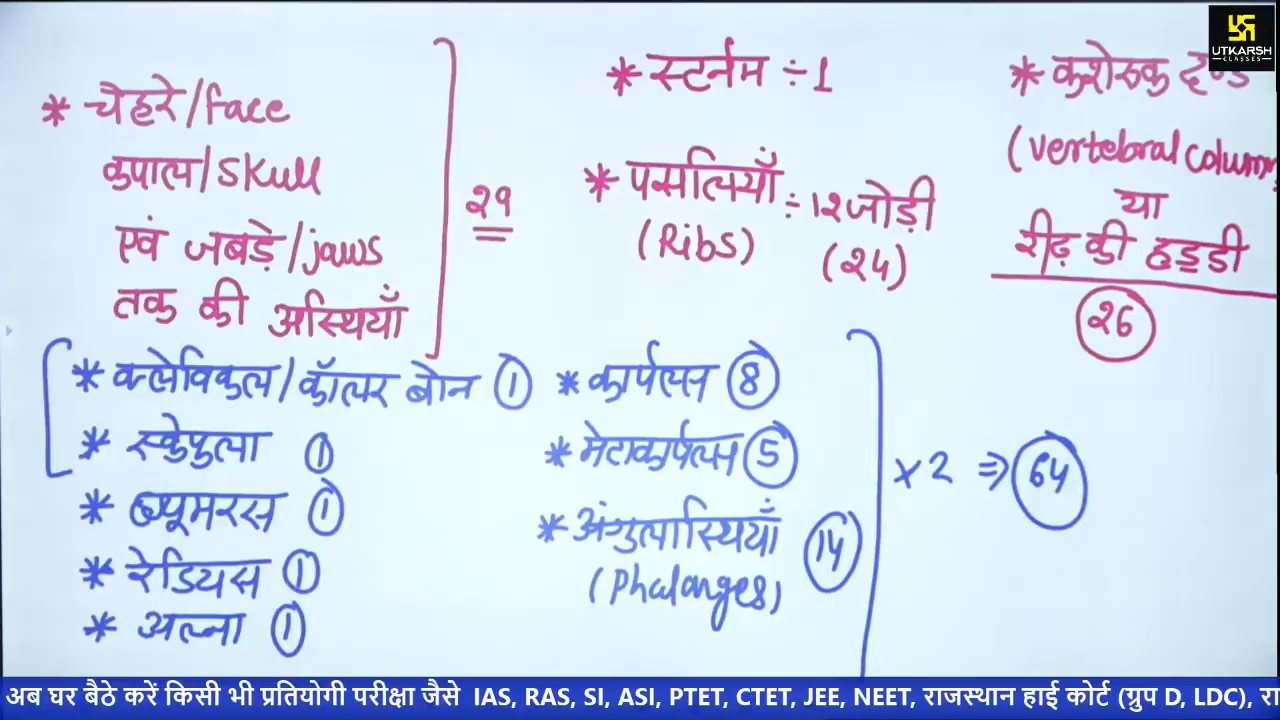 * चेहरे/face
कपाल/Skull
एवं जबड़े/jaws
तक की अस्थियाँ
29
* स्टर्नम ÷ 1
* पसलियाँ ÷ 12 जोड़ी
(Ribs) (24)
* कशेरुक दण्ड
(vertebral column
या
रीढ़ की हड्डी
26
* क्लेविकुल/कॉलर बोन 1
* स्केपुला 1
* ह्यूमरस 1
* रेडियस 1
* अल्ना 1
* कार्पल्स 8
* मेटाकार्पल्स 5
* अंगुलास्थियाँ 14
(Phalanges)
× 2 ⇒ 64
UTKARSH
CLASSES
अब घर बैठे करें किसी भी प्रतियोगी परीक्षा जैसे IAS, RAS, SI, ASI, PTET, CTET, JEE, NEET, राजस्थान हाई कोर्ट (ग्रुप D, LDC), रा